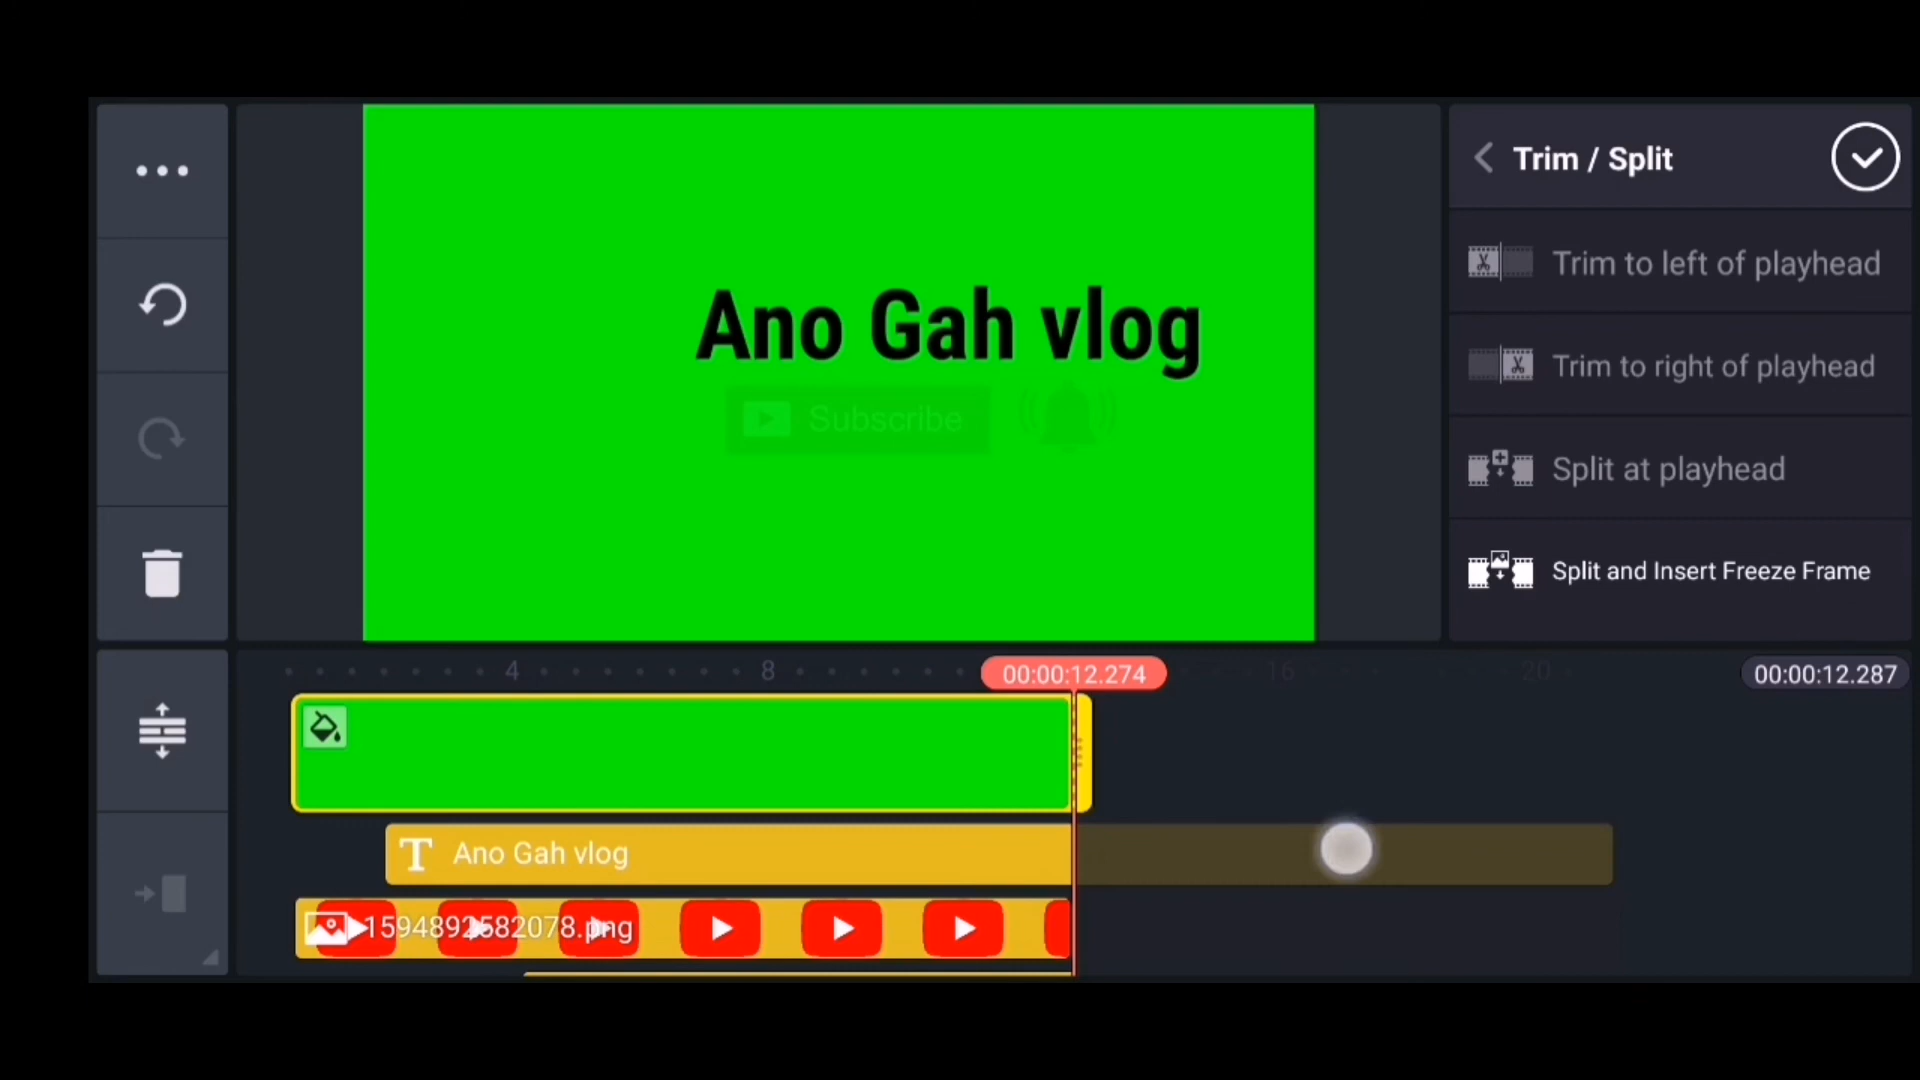 Trim / Split
Trim to left of playhead
Trim to right of playhead
Split at playhead
Split and Insert Freeze Frame
Ano Gah vlog
Subscribe
4
8
00:00:12.274
16
20
00:00:12.287
T Ano Gah vlog
1594892582078.png